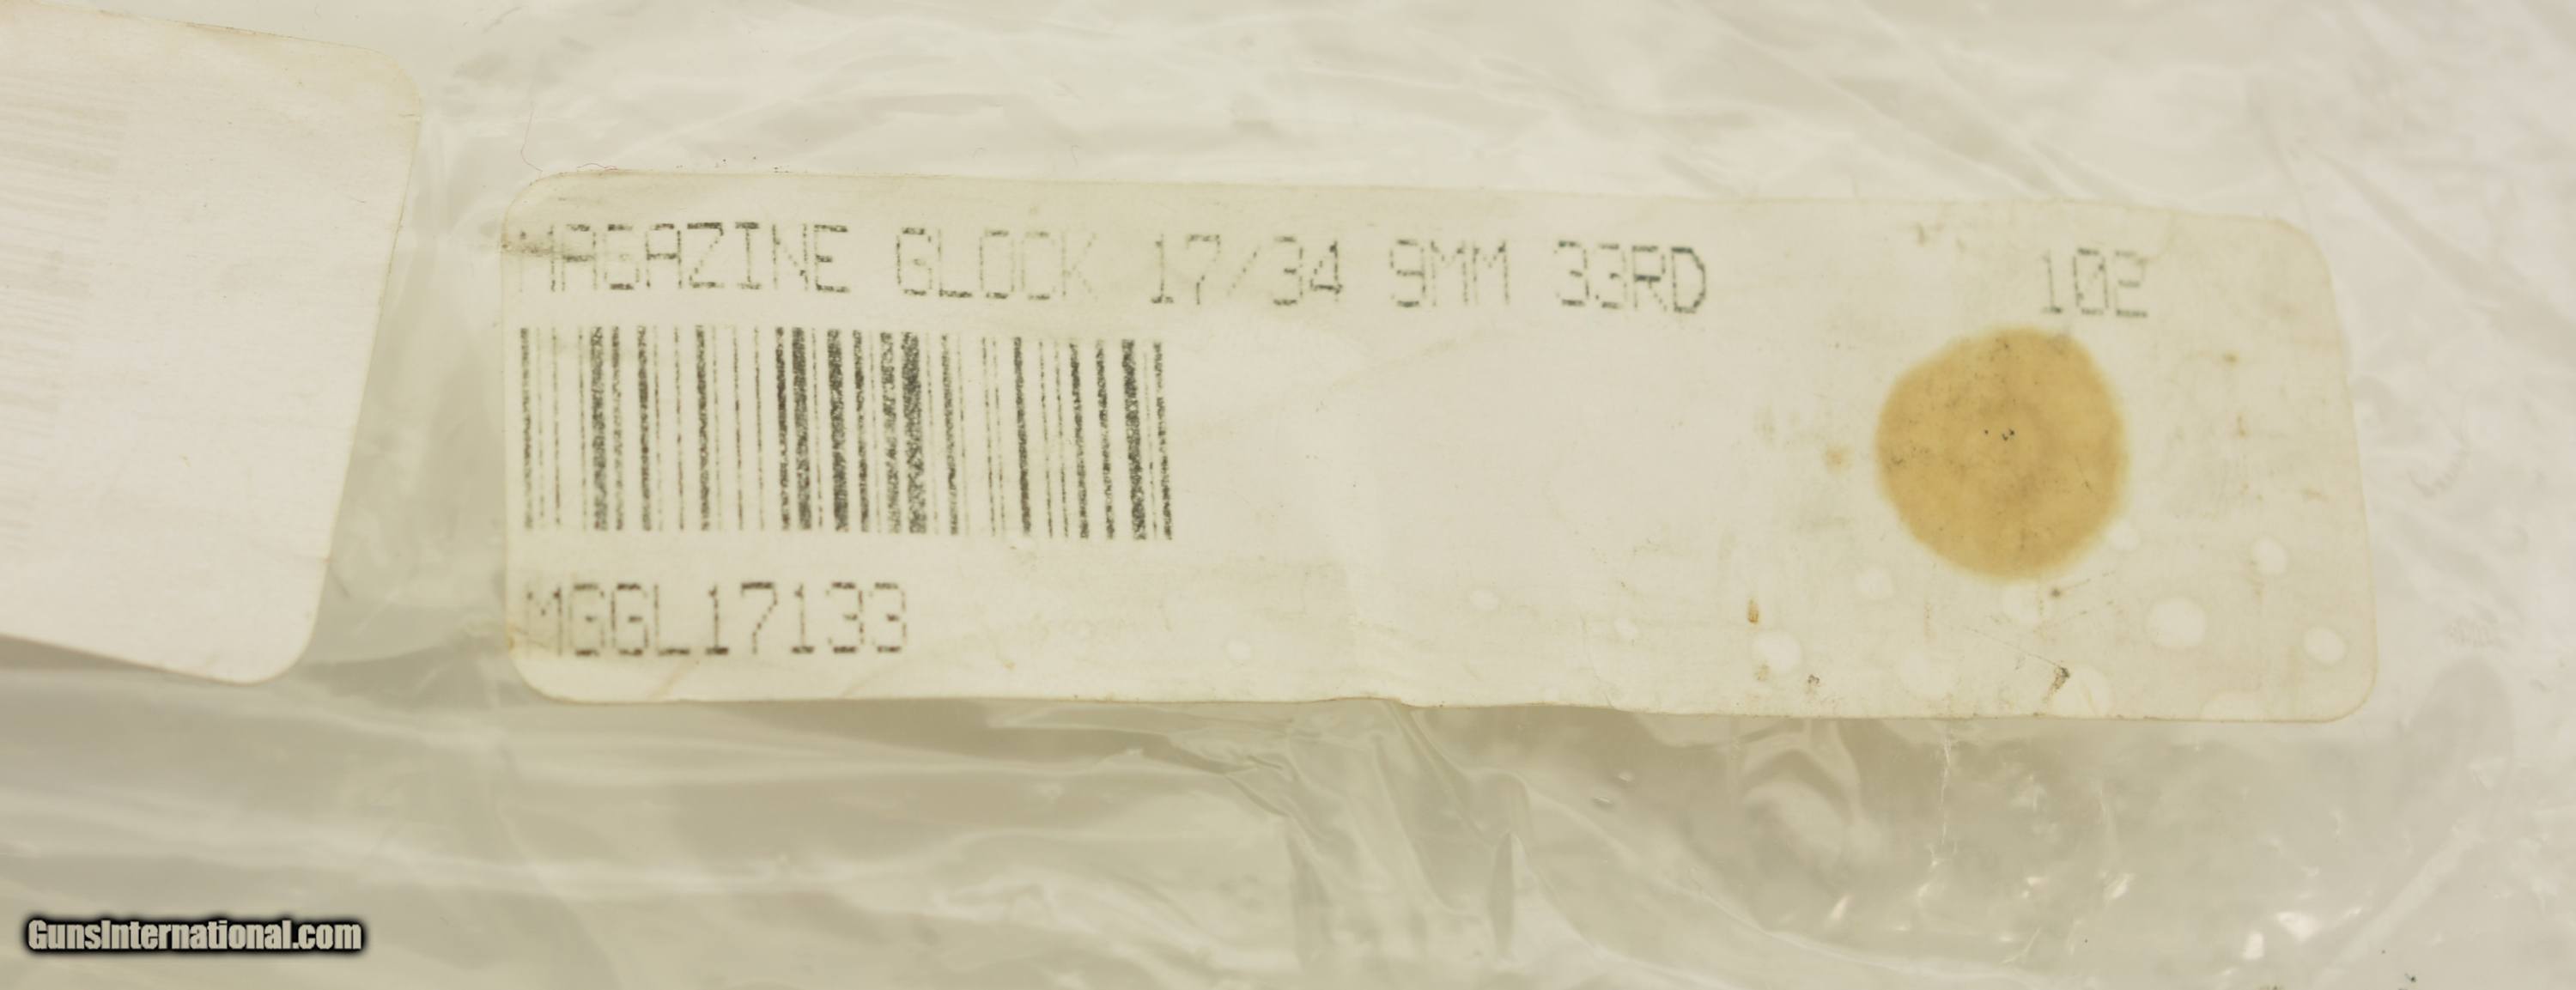 MAGAZINE GLOCK 17/34 9MM 33RD 102
MGGL17133
GunsInternational.com